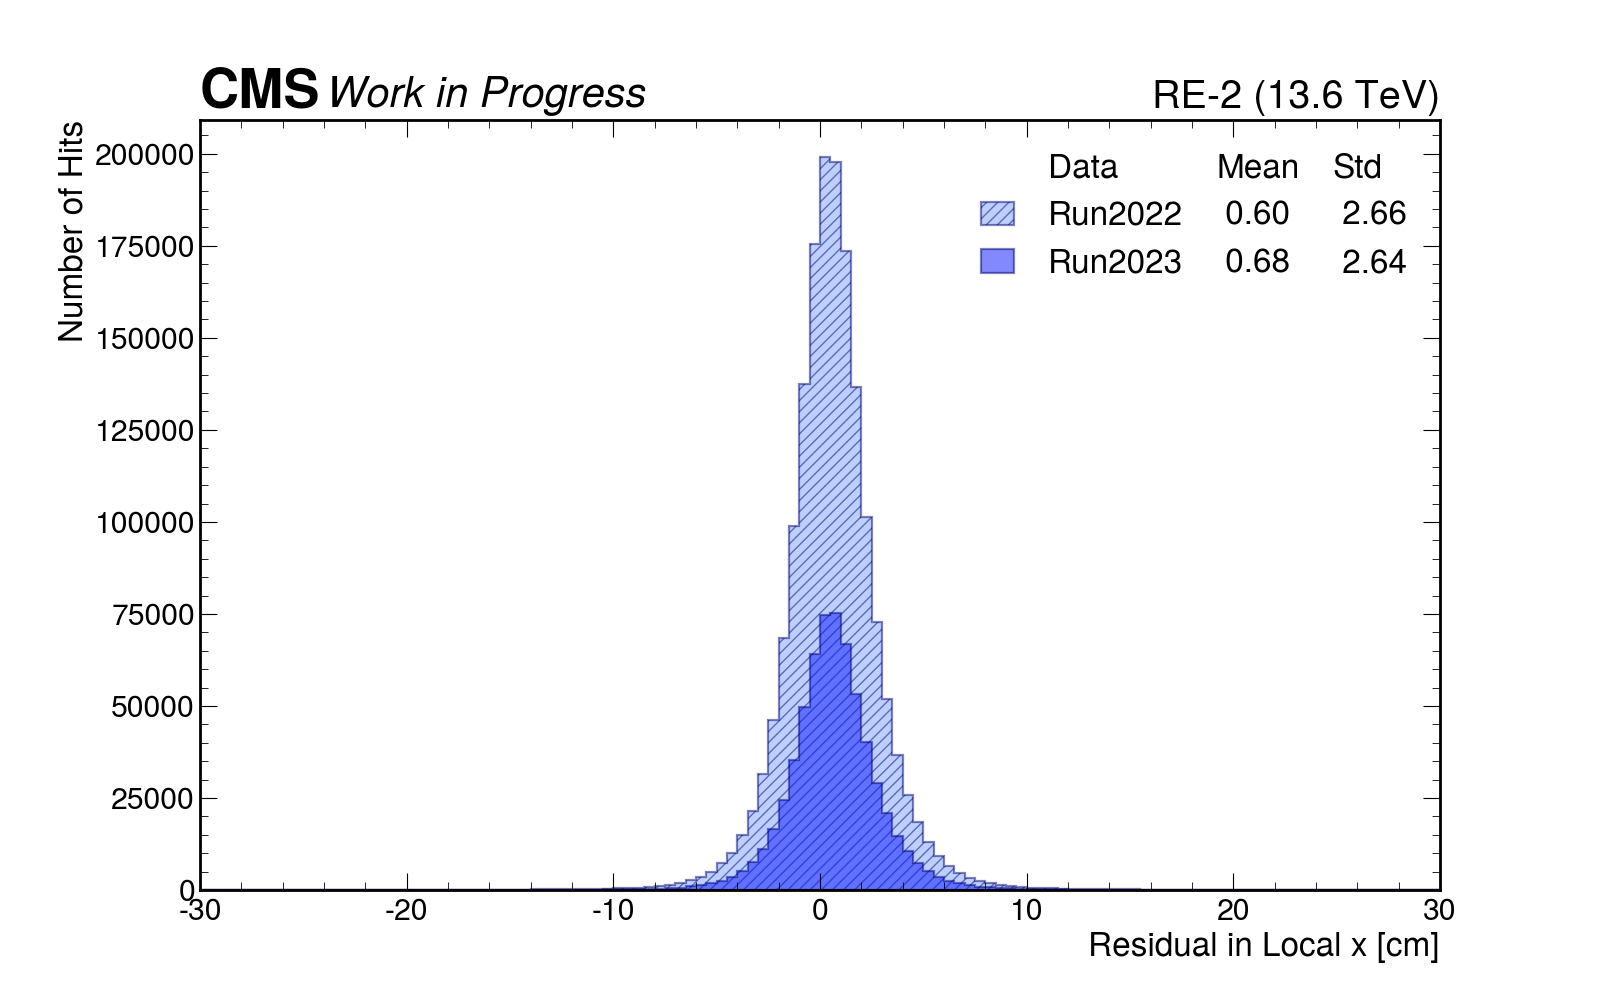 CMS Work in Progress
RE-2 (13.6 TeV)
Number of Hits
200000
175000
150000
125000
100000
75000
50000
25000
0
Data Mean Std
Run2022 0.60 2.66
Run2023 0.68 2.64
-30 -20 -10 0 10 20 30
Residual in Local x [cm]